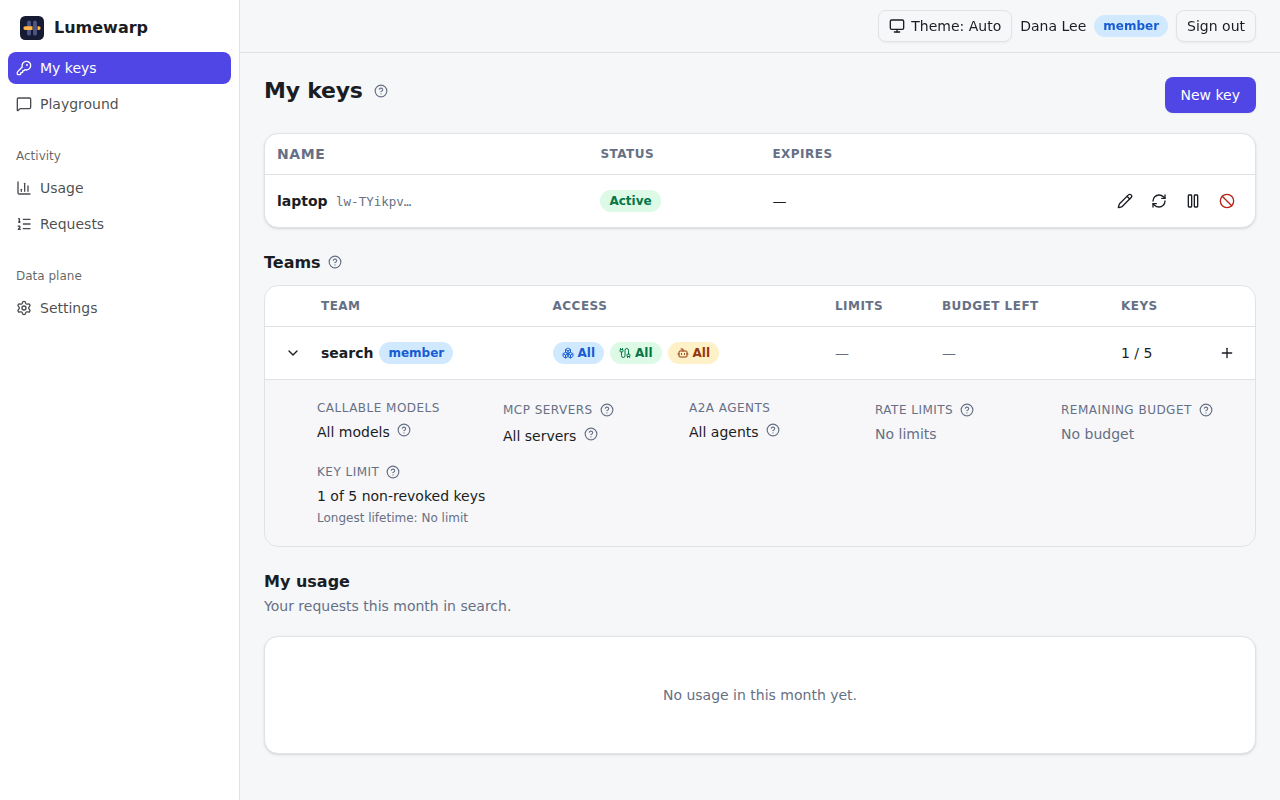 Lumewarp
Theme: Auto
Dana Lee
member
Sign out
My keys
Playground
Activity
Usage
Requests
Data plane
Settings
My keys
New key
NAME STATUS EXPIRES
laptop lw-TYikpv… Active —
Teams
TEAM ACCESS LIMITS BUDGET LEFT KEYS
search member All All All — — 1 / 5
CALLABLE MODELS
All models
MCP SERVERS
All servers
A2A AGENTS
All agents
RATE LIMITS
No limits
REMAINING BUDGET
No budget
KEY LIMIT
1 of 5 non-revoked keys
Longest lifetime: No limit
My usage
Your requests this month in search.
No usage in this month yet.